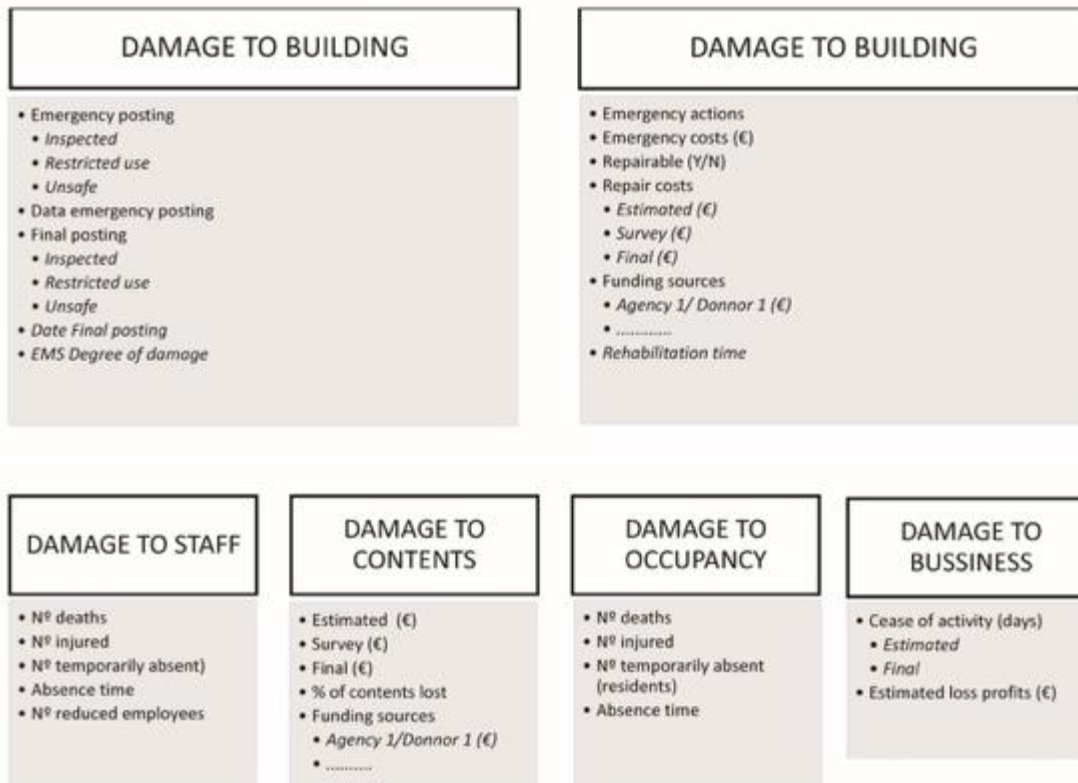 DAMAGE TO BUILDING
• Emergency posting
• Inspected
• Restricted use
• Unsafe
• Data emergency posting
• Final posting
• Inspected
• Restricted use
• Unsafe
• Date Final posting
• EMS Degree of damage
DAMAGE TO BUILDING
• Emergency actions
• Emergency costs (€)
• Repairable (Y/N)
• Repair costs
• Estimated (€)
• Survey (€)
• Final (€)
• Funding sources
• Agency 1/ Donnor 1 (€)
• ............
• Rehabilitation time
DAMAGE TO STAFF
• Nº deaths
• Nº injured
• Nº temporarily absent)
• Absence time
• Nº reduced employees
DAMAGE TO
CONTENTS
• Estimated (€)
• Survey (€)
• Final (€)
• % of contents lost
• Funding sources
• Agency 1/Donnor 1 (€)
• ..........
DAMAGE TO
OCCUPANCY
• Nº deaths
• Nº injured
• Nº temporarily absent
(residents)
• Absence time
DAMAGE TO
BUSSINESS
• Cease of activity (days)
• Estimated
• Final
• Estimated loss profits (€)